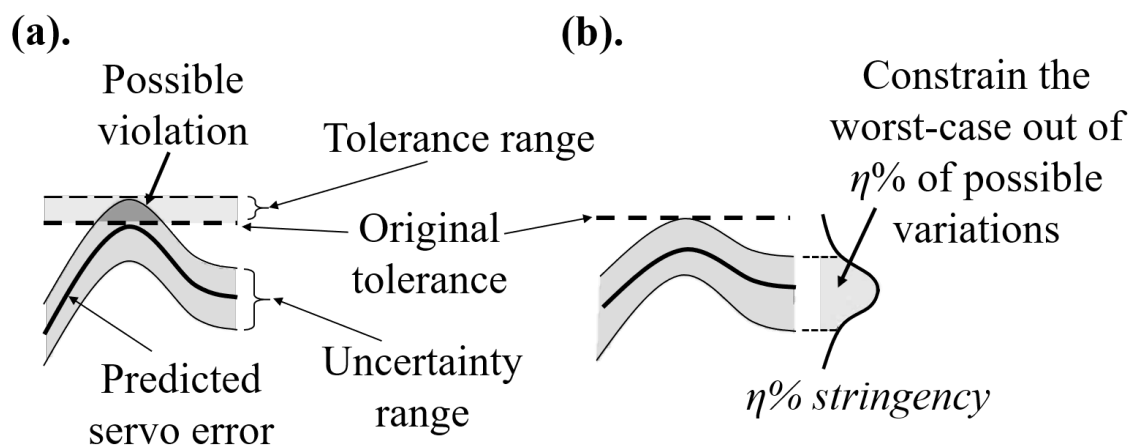 (a).
Possible
violation
Tolerance range
Original
tolerance
Uncertainty
range
Predicted
servo error
(b).
Constrain the
worst-case out of
η% of possible
variations
η% stringency